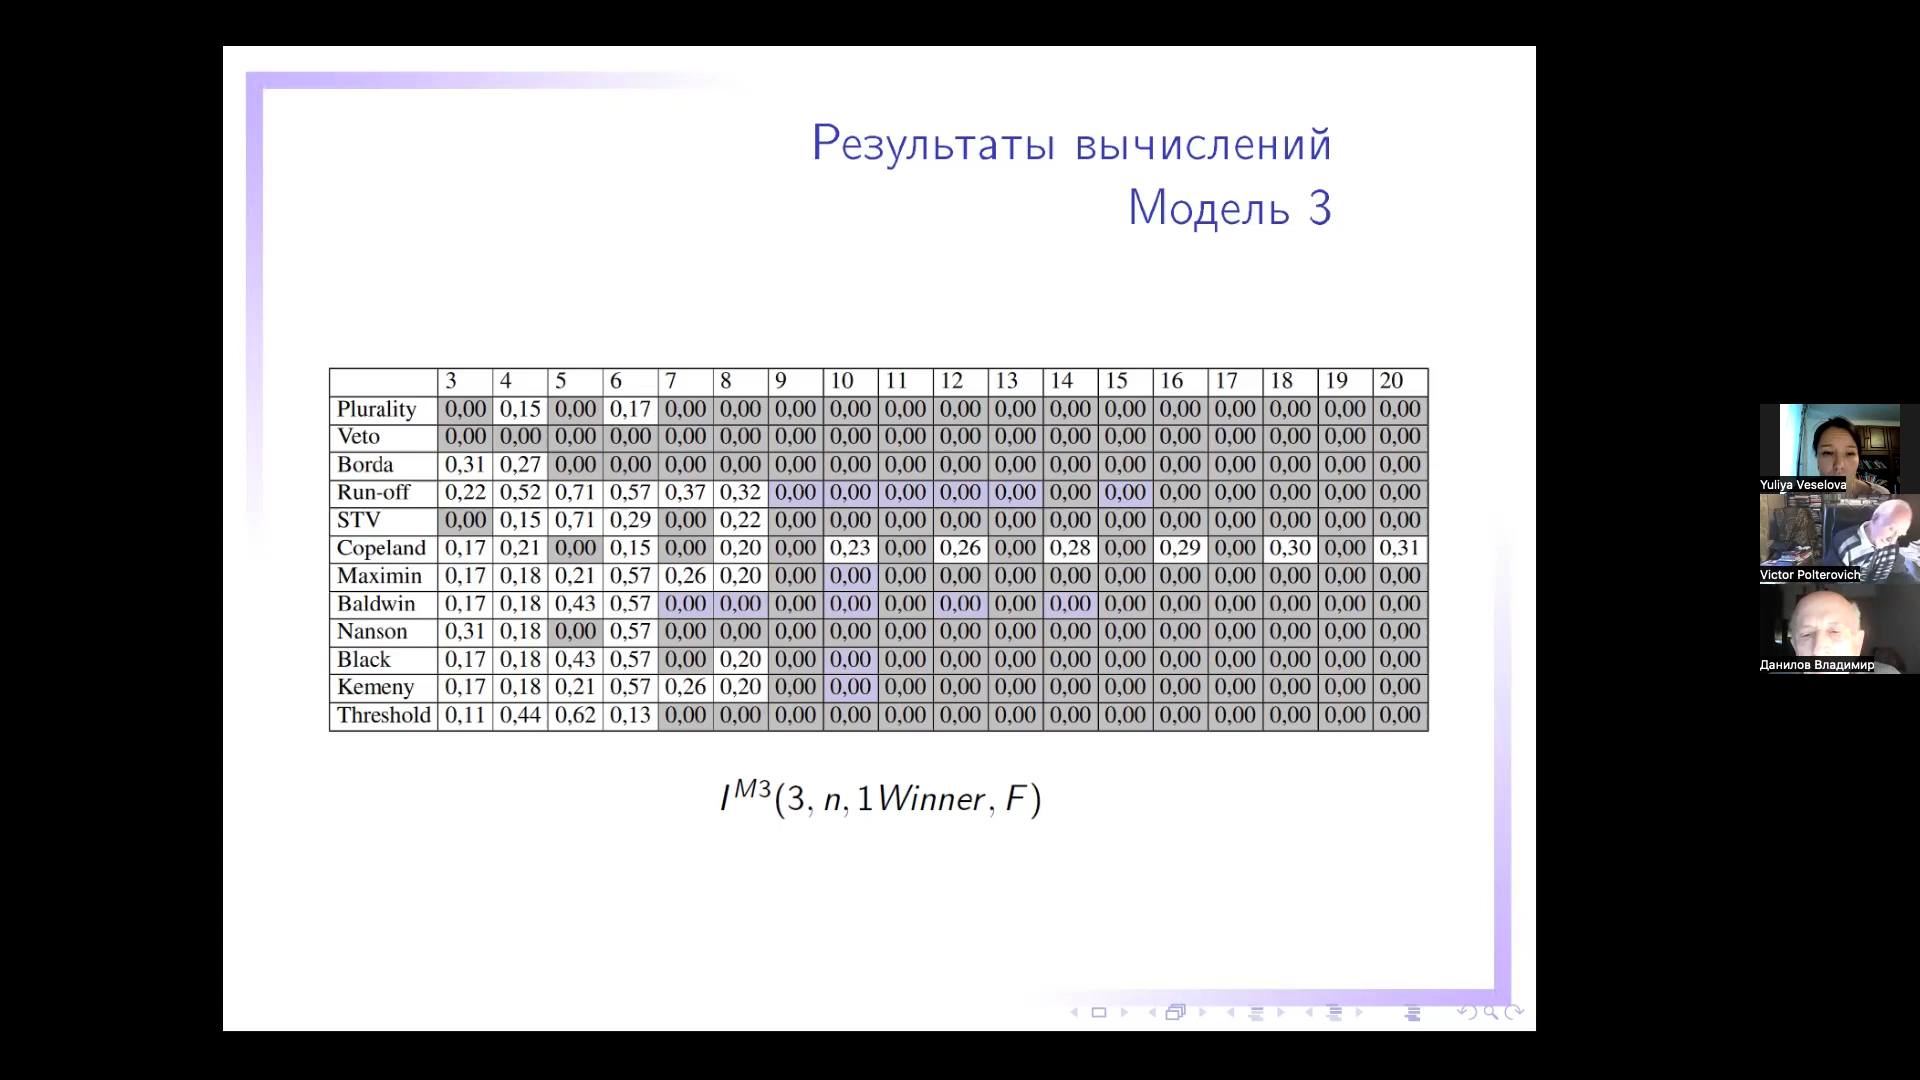 Результаты вычислений
Модель 3
3 4 5 6 7 8 9 10 11 12 13 14 15 16 17 18 19 20
Plurality 0,00 0,15 0,00 0,17 0,00 0,00 0,00 0,00 0,00 0,00 0,00 0,00 0,00 0,00 0,00 0,00 0,00 0,00
Veto 0,00 0,00 0,00 0,00 0,00 0,00 0,00 0,00 0,00 0,00 0,00 0,00 0,00 0,00 0,00 0,00 0,00 0,00
Borda 0,31 0,27 0,00 0,00 0,00 0,00 0,00 0,00 0,00 0,00 0,00 0,00 0,00 0,00 0,00 0,00 0,00 0,00
Run-off 0,22 0,52 0,71 0,57 0,37 0,32 0,00 0,00 0,00 0,00 0,00 0,00 0,00 0,00 0,00 0,00 0,00 0,00
STV 0,00 0,15 0,71 0,29 0,00 0,22 0,00 0,00 0,00 0,00 0,00 0,00 0,00 0,00 0,00 0,00 0,00 0,00
Copeland 0,17 0,21 0,00 0,15 0,00 0,20 0,00 0,23 0,00 0,26 0,00 0,28 0,00 0,29 0,00 0,30 0,00 0,31
Maximin 0,17 0,18 0,21 0,57 0,26 0,20 0,00 0,00 0,00 0,00 0,00 0,00 0,00 0,00 0,00 0,00 0,00 0,00
Baldwin 0,17 0,18 0,43 0,57 0,00 0,00 0,00 0,00 0,00 0,00 0,00 0,00 0,00 0,00 0,00 0,00 0,00 0,00
Nanson 0,31 0,18 0,00 0,57 0,00 0,00 0,00 0,00 0,00 0,00 0,00 0,00 0,00 0,00 0,00 0,00 0,00 0,00
Black 0,17 0,18 0,43 0,57 0,00 0,20 0,00 0,00 0,00 0,00 0,00 0,00 0,00 0,00 0,00 0,00 0,00 0,00
Kemeny 0,17 0,18 0,21 0,57 0,26 0,20 0,00 0,00 0,00 0,00 0,00 0,00 0,00 0,00 0,00 0,00 0,00 0,00
Threshold 0,11 0,44 0,62 0,13 0,00 0,00 0,00 0,00 0,00 0,00 0,00 0,00 0,00 0,00 0,00 0,00 0,00 0,00
I^M3(3, n, 1Winner, F)
Yuliya Veselova
Victor Polterovich
Данилов Владимир